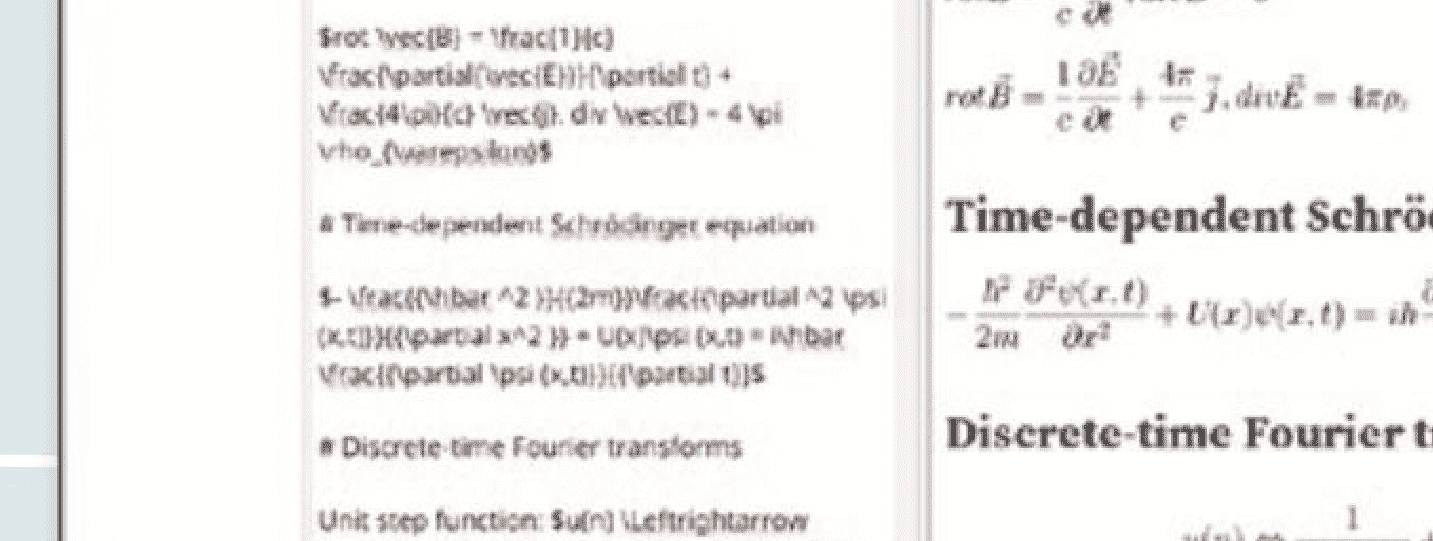 $rot \vec{B} = \frac{1}{c}
\frac{\partial{\vec{E}}}{\partial t} +
\frac{4\pi}{c} \vec{j}, div \vec{E} = 4 \pi
\rho_{\varepsilon}$
# Time-dependent Schrödinger equation
$- \frac{{\hbar ^2 }}{{2m}}\frac{{\partial ^2 \psi
(x,t)}}{{\partial x^2 }} + U(x)\psi (x,t) = i\hbar
\frac{{\partial \psi (x,t)}}{{\partial t}}$
# Discrete-time Fourier transforms
Unit step function: $u(n) \Leftrightarrow
c ∂t
rotB⃗ = 1/c ∂E⃗/∂t + 4π/c j⃗, divE⃗ = 4πρ
Time-dependent Schrö
− ħ²/2m ∂²ψ(x,t)/∂x² + U(x)ψ(x,t) = iħ
Discrete-time Fourier t
u(n) ⇔ 1